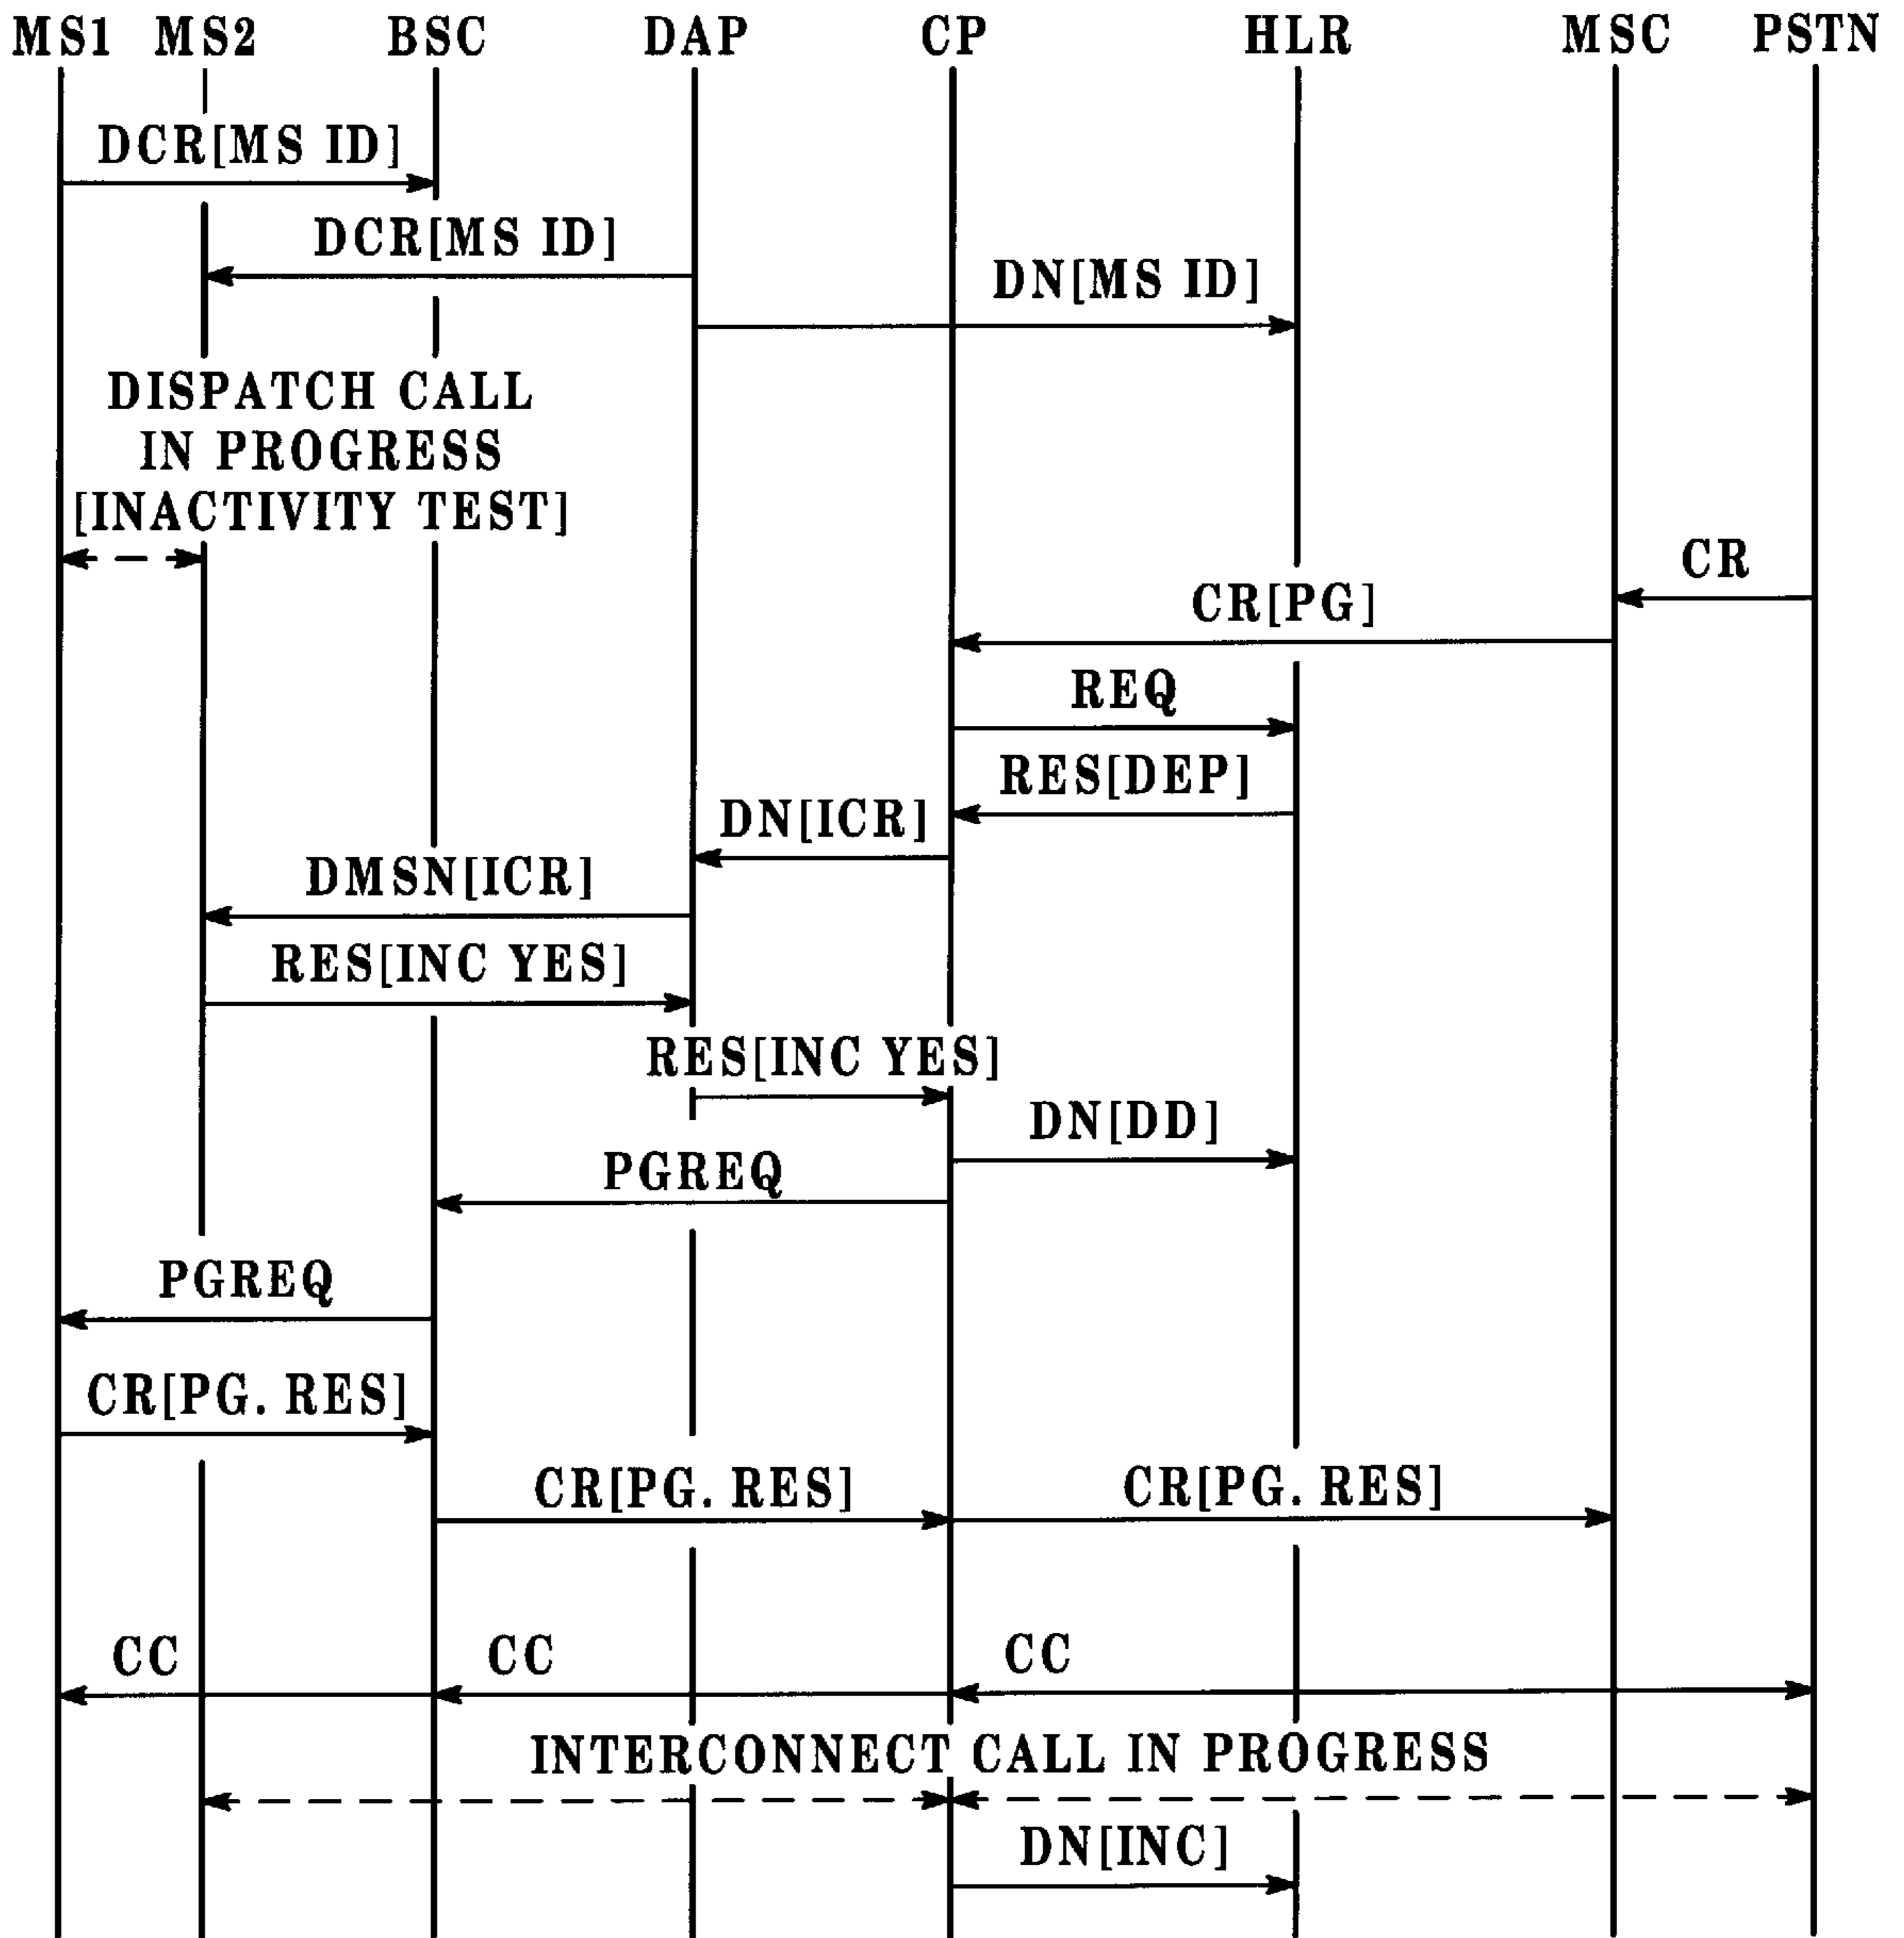 MS1 MS2 BSC DAP CP HLR MSC PSTN
DCR[MS ID]
DCR[MS ID]
DN[MS ID]
DISPATCH CALL
IN PROGRESS
[INACTIVITY TEST]
CR
CR[PG]
REQ
RES[DEP]
DN[ICR]
DMSN[ICR]
RES[INC YES]
RES[INC YES]
DN[DD]
PGREQ
PGREQ
CR[PG. RES]
CR[PG. RES] CR[PG. RES]
CC CC CC
INTERCONNECT CALL IN PROGRESS
DN[INC]